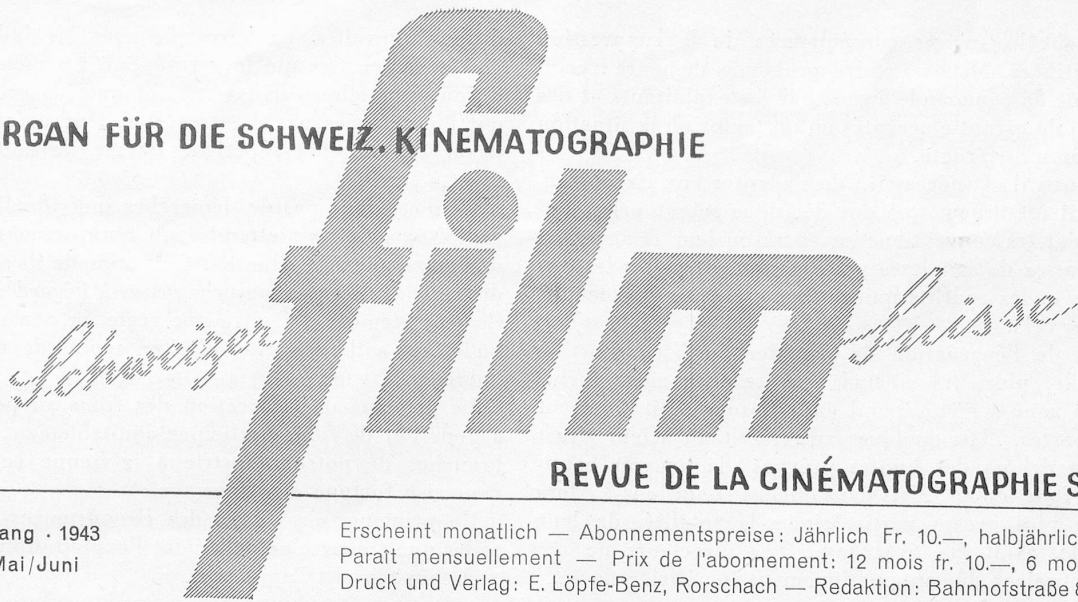 RGAN FÜR DIE SCHWEIZ. KINEMATOGRAPHIE
Schweizer film Suisse
REVUE DE LA CINÉMATOGRAPHIE S
ang · 1943
Mai/Juni
Erscheint monatlich — Abonnementspreise: Jährlich Fr. 10.—, halbjährlic
Paraît mensuellement — Prix de l'abonnement: 12 mois fr. 10.—, 6 mo
Druck und Verlag: E. Löpfe-Benz, Rorschach — Redaktion: Bahnhofstraße 8